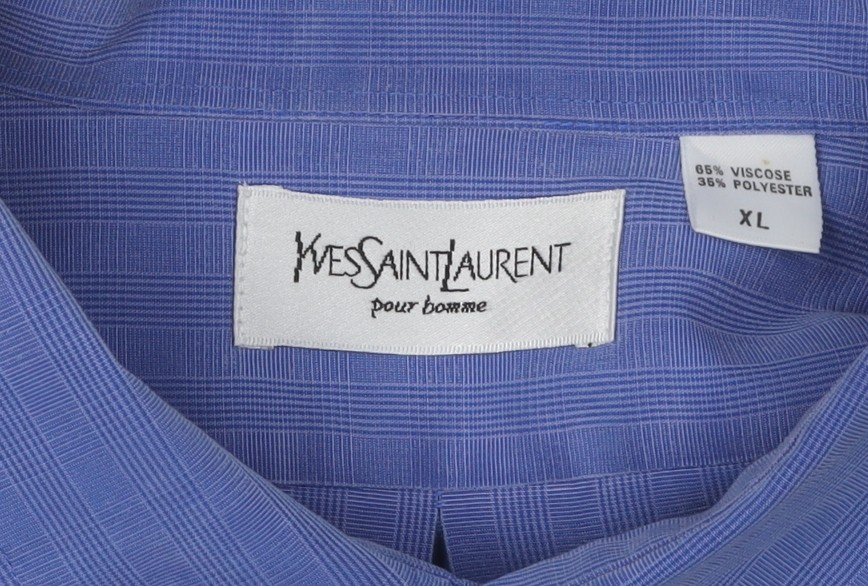 YVESSAINTLAURENT
pour homme
65% VISCOSE
35% POLYESTER
XL